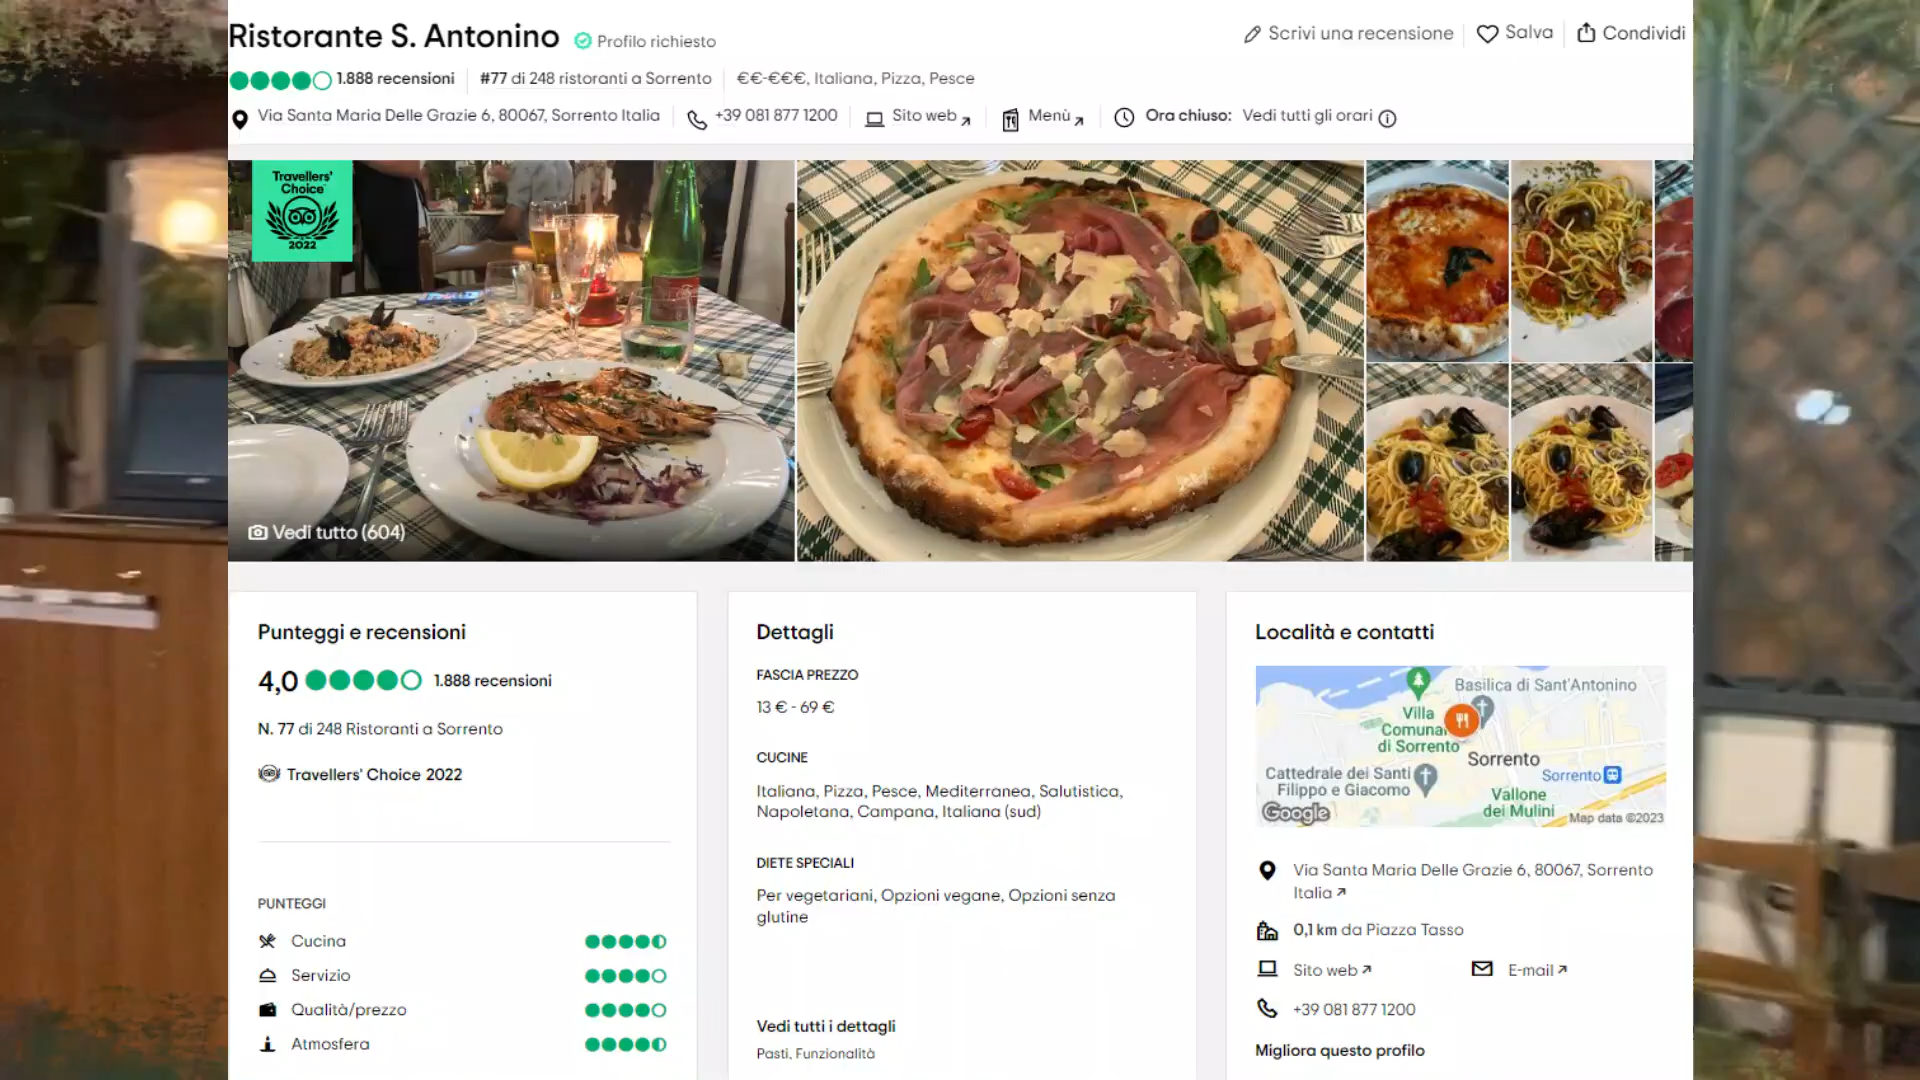 Ristorante S. Antonino
Profilo richiesto
Scrivi una recensione
Salva
Condividi
1.888 recensioni
#77 di 248 ristoranti a Sorrento
€€-€€€, Italiana, Pizza, Pesce
Via Santa Maria Delle Grazie 6, 80067, Sorrento Italia
+39 081 877 1200
Sito web
Menù
Ora chiuso: Vedi tutti gli orari
Travellers'
Choice
2022
Vedi tutto (604)
Punteggi e recensioni
4,0
1.888 recensioni
N. 77 di 248 Ristoranti a Sorrento
Travellers' Choice 2022
PUNTEGGI
Cucina
Servizio
Qualità/prezzo
Atmosfera
Dettagli
FASCIA PREZZO
13 € - 69 €
CUCINE
Italiana, Pizza, Pesce, Mediterranea, Salutistica,
Napoletana, Campana, Italiana (sud)
DIETE SPECIALI
Per vegetariani, Opzioni vegane, Opzioni senza
glutine
Vedi tutti i dettagli
Pasti, Funzionalità
Località e contatti
Basilica di Sant'Antonino
Villa
Comunal
di Sorrento
Sorrento
Sorrento
Cattedrale dei Santi
Filippo e Giacomo
Vallone
dei Mulini
Google
Map data ©2023
Via Santa Maria Delle Grazie 6, 80067, Sorrento
Italia
0,1 km da Piazza Tasso
Sito web
E-mail
+39 081 877 1200
Migliora questo profilo